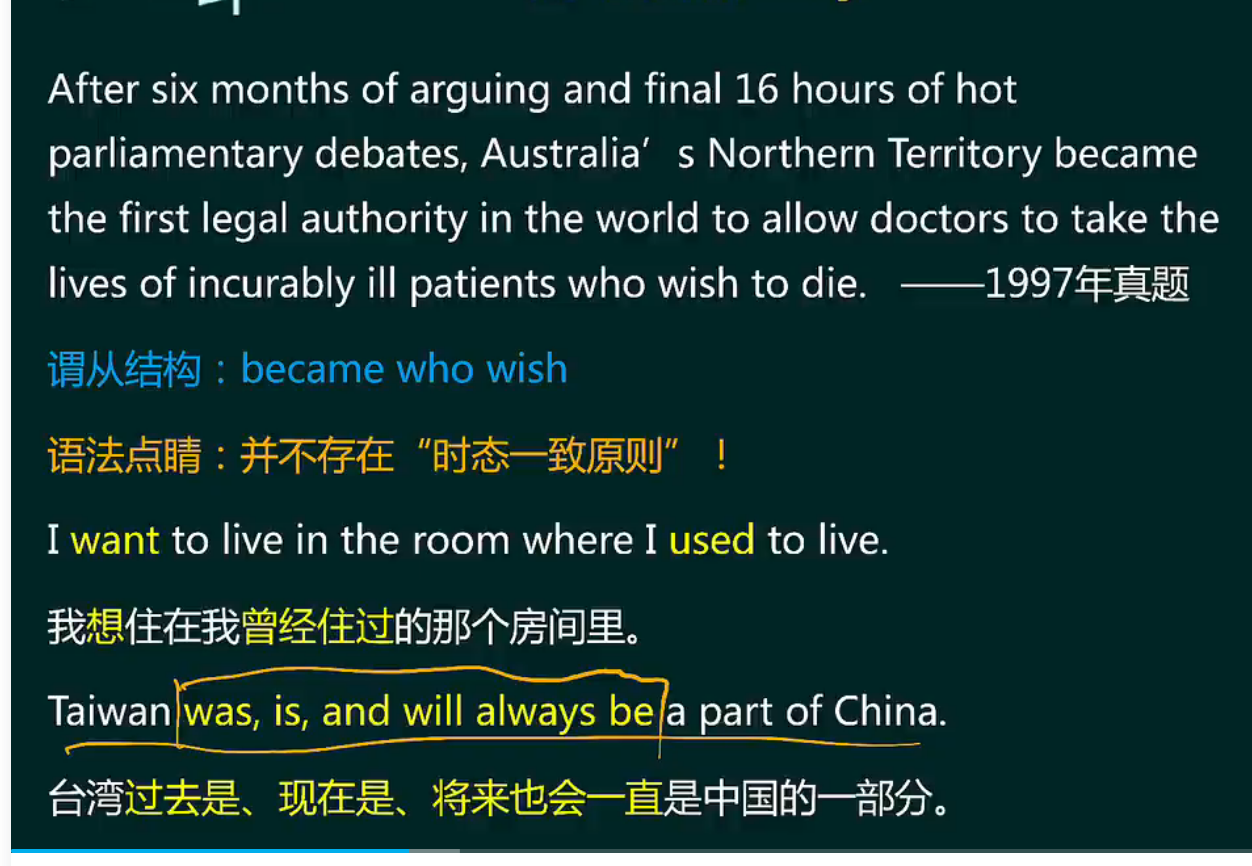 After six months of arguing and final 16 hours of hot
parliamentary debates, Australia’ s Northern Territory became
the first legal authority in the world to allow doctors to take the
lives of incurably ill patients who wish to die. ——1997年真题
谓从结构：became who wish
语法点睛：并不存在“时态一致原则”！
I want to live in the room where I used to live.
我想住在我曾经住过的那个房间里。
Taiwan was, is, and will always be a part of China.
台湾过去是、现在是、将来也会一直是中国的一部分。